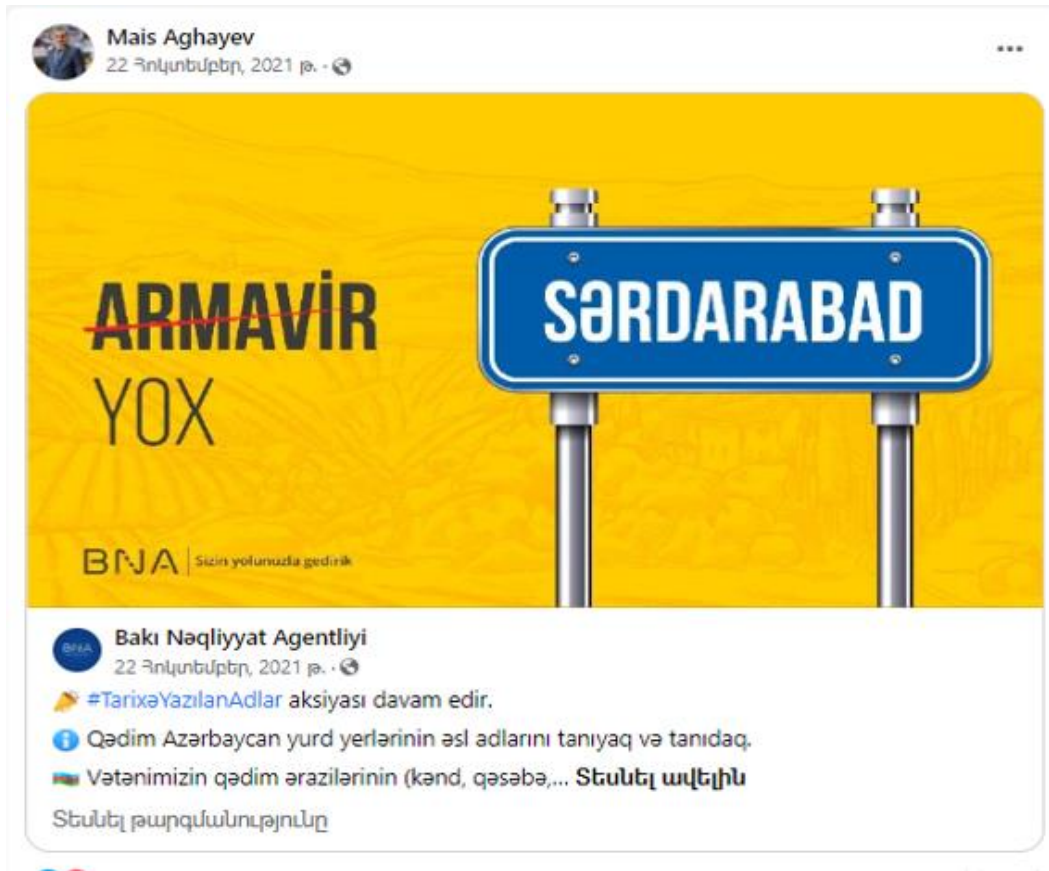 Mais Aghayev
22 Հոկտեմբեր, 2021 թ. ·
ARMAVİR
YOX
SƏRDARABAD
BNA | Sizin yolunuzla gedirik
BNA
Bakı Nəqliyyat Agentliyi
22 Հոկտեմբեր, 2021 թ. ·
#TarixəYazılanAdlar aksiyası davam edir.
Qədim Azərbaycan yurd yerlərinin əsl adlarını tanıyaq və tanıdaq.
Vətənimizin qədim ərazilərinin (kənd, qəsəbə,... Տեսնել ավելին
Տեսնել թարգմանությունը